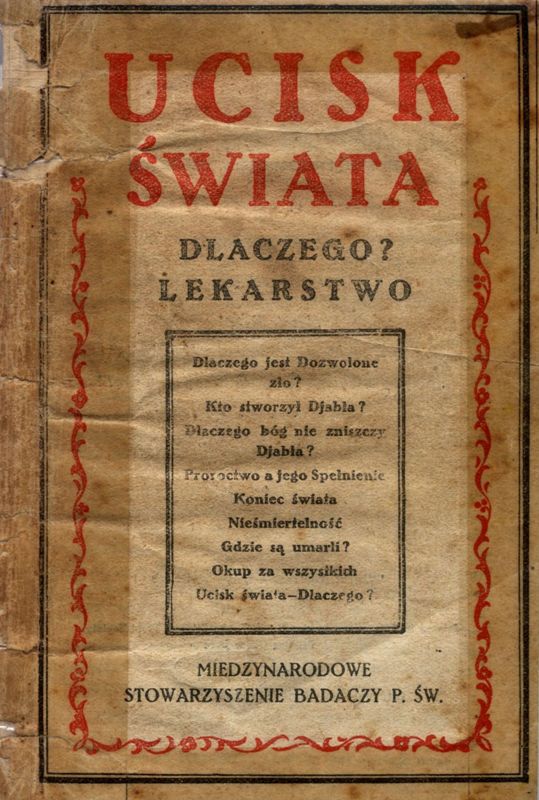 UCISK
ŚWIATA
DLACZEGO?
LEKARSTWO
Dlaczego jest Dozwolone
zło?
Kto stworzył Djabła?
Dlaczego bóg nie zniszczy
Djabła?
Proroctwo a jego Spełnienie
Koniec świata
Nieśmiertelność
Gdzie są umarli?
Okup za wszystkich
Ucisk świata–Dlaczego?
MIEDZYNARODOWE
STOWARZYSZENIE BADACZY P. ŚW.